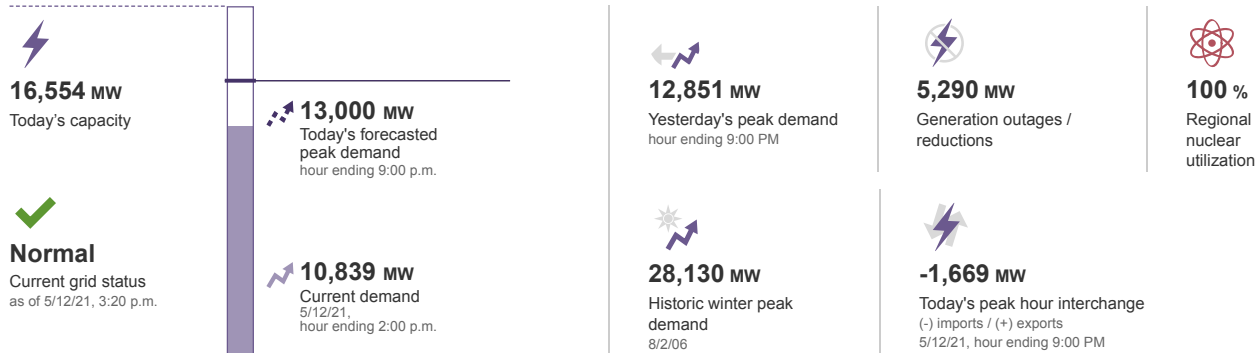 16,554 MW
Today's capacity
Normal
Current grid status
as of 5/12/21, 3:20 p.m.
13,000 MW
Today's forecasted
peak demand
hour ending 9:00 p.m.
10,839 MW
Current demand
5/12/21,
hour ending 2:00 p.m.
12,851 MW
Yesterday's peak demand
hour ending 9:00 PM
5,290 MW
Generation outages /
reductions
100 %
Regional
nuclear
utilization
28,130 MW
Historic winter peak
demand
8/2/06
-1,669 MW
Today's peak hour interchange
(-) imports / (+) exports
5/12/21, hour ending 9:00 PM